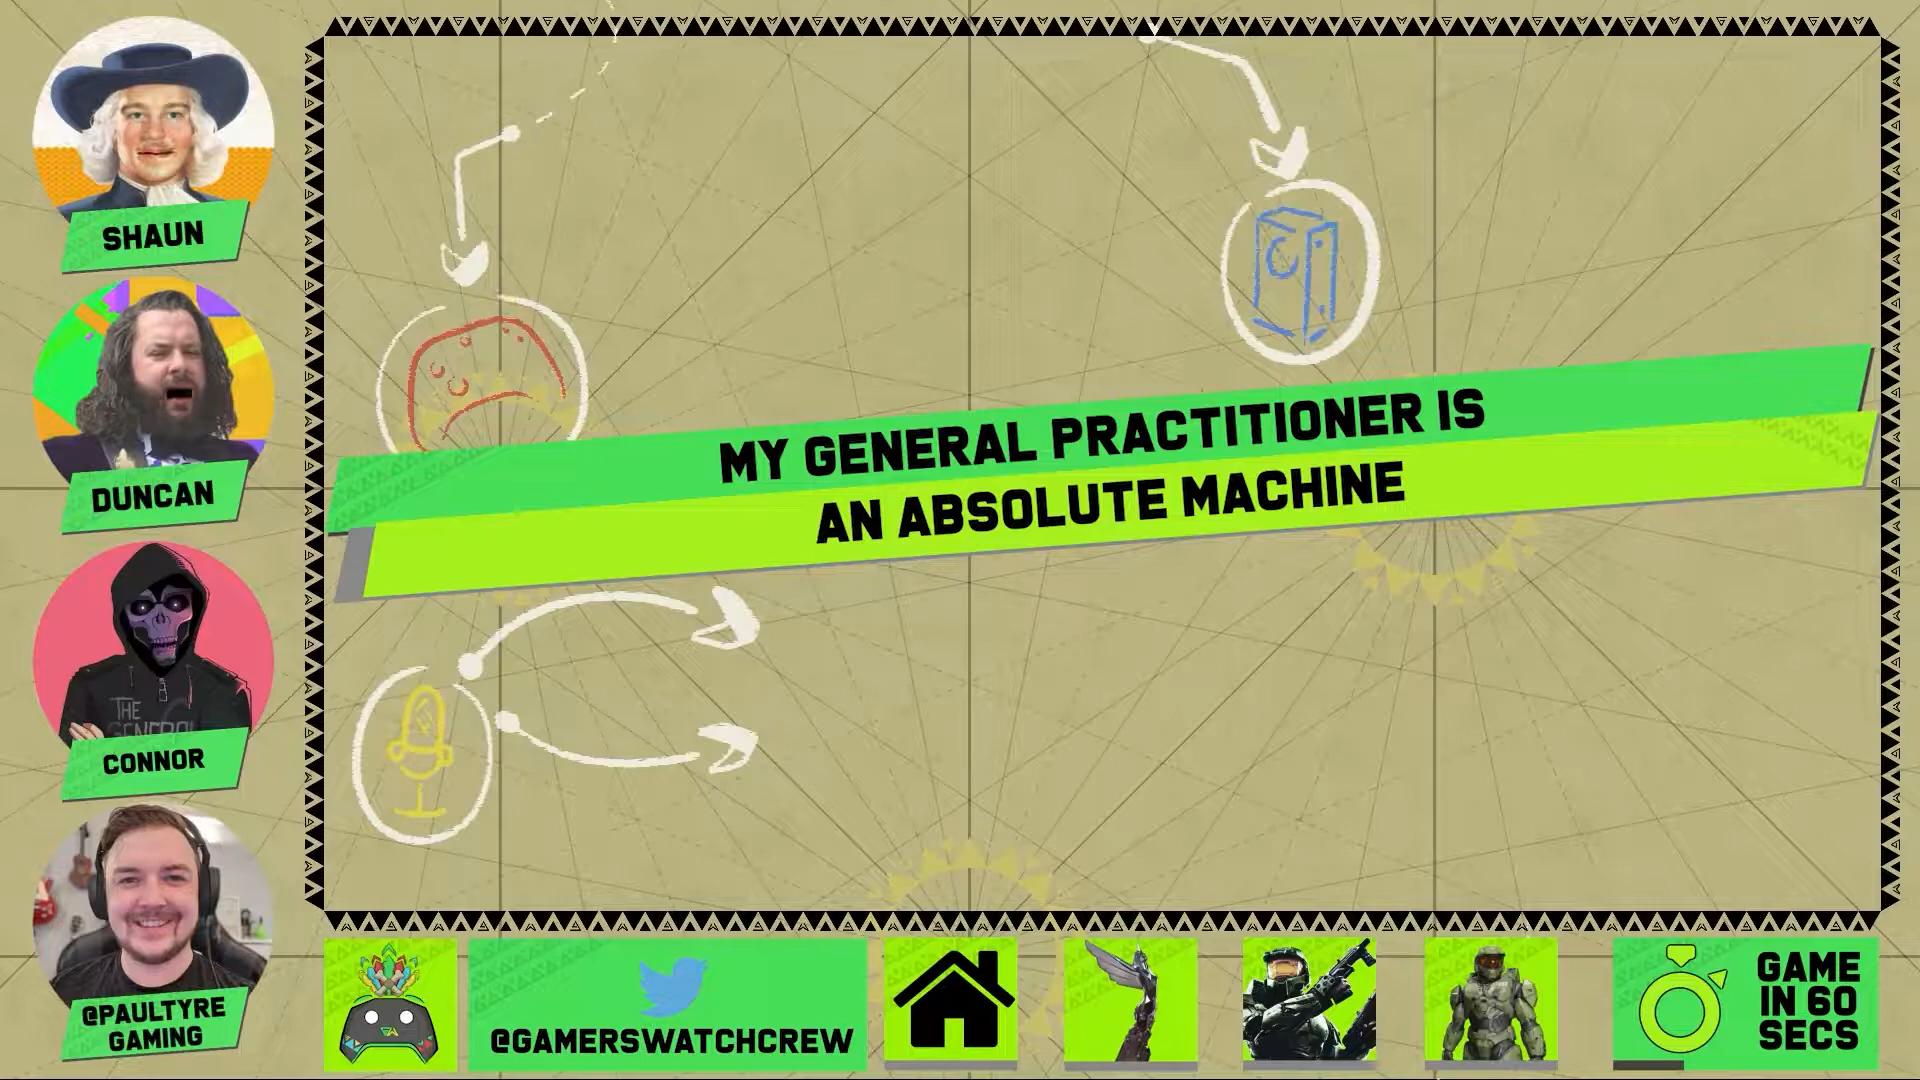 SHAUN
DUNCAN
THE
GENERAL
CONNOR
@PAULTYRE
GAMING
MY GENERAL PRACTITIONER IS
AN ABSOLUTE MACHINE
@GAMERSWATCHCREW
GAME
IN 60
SECS